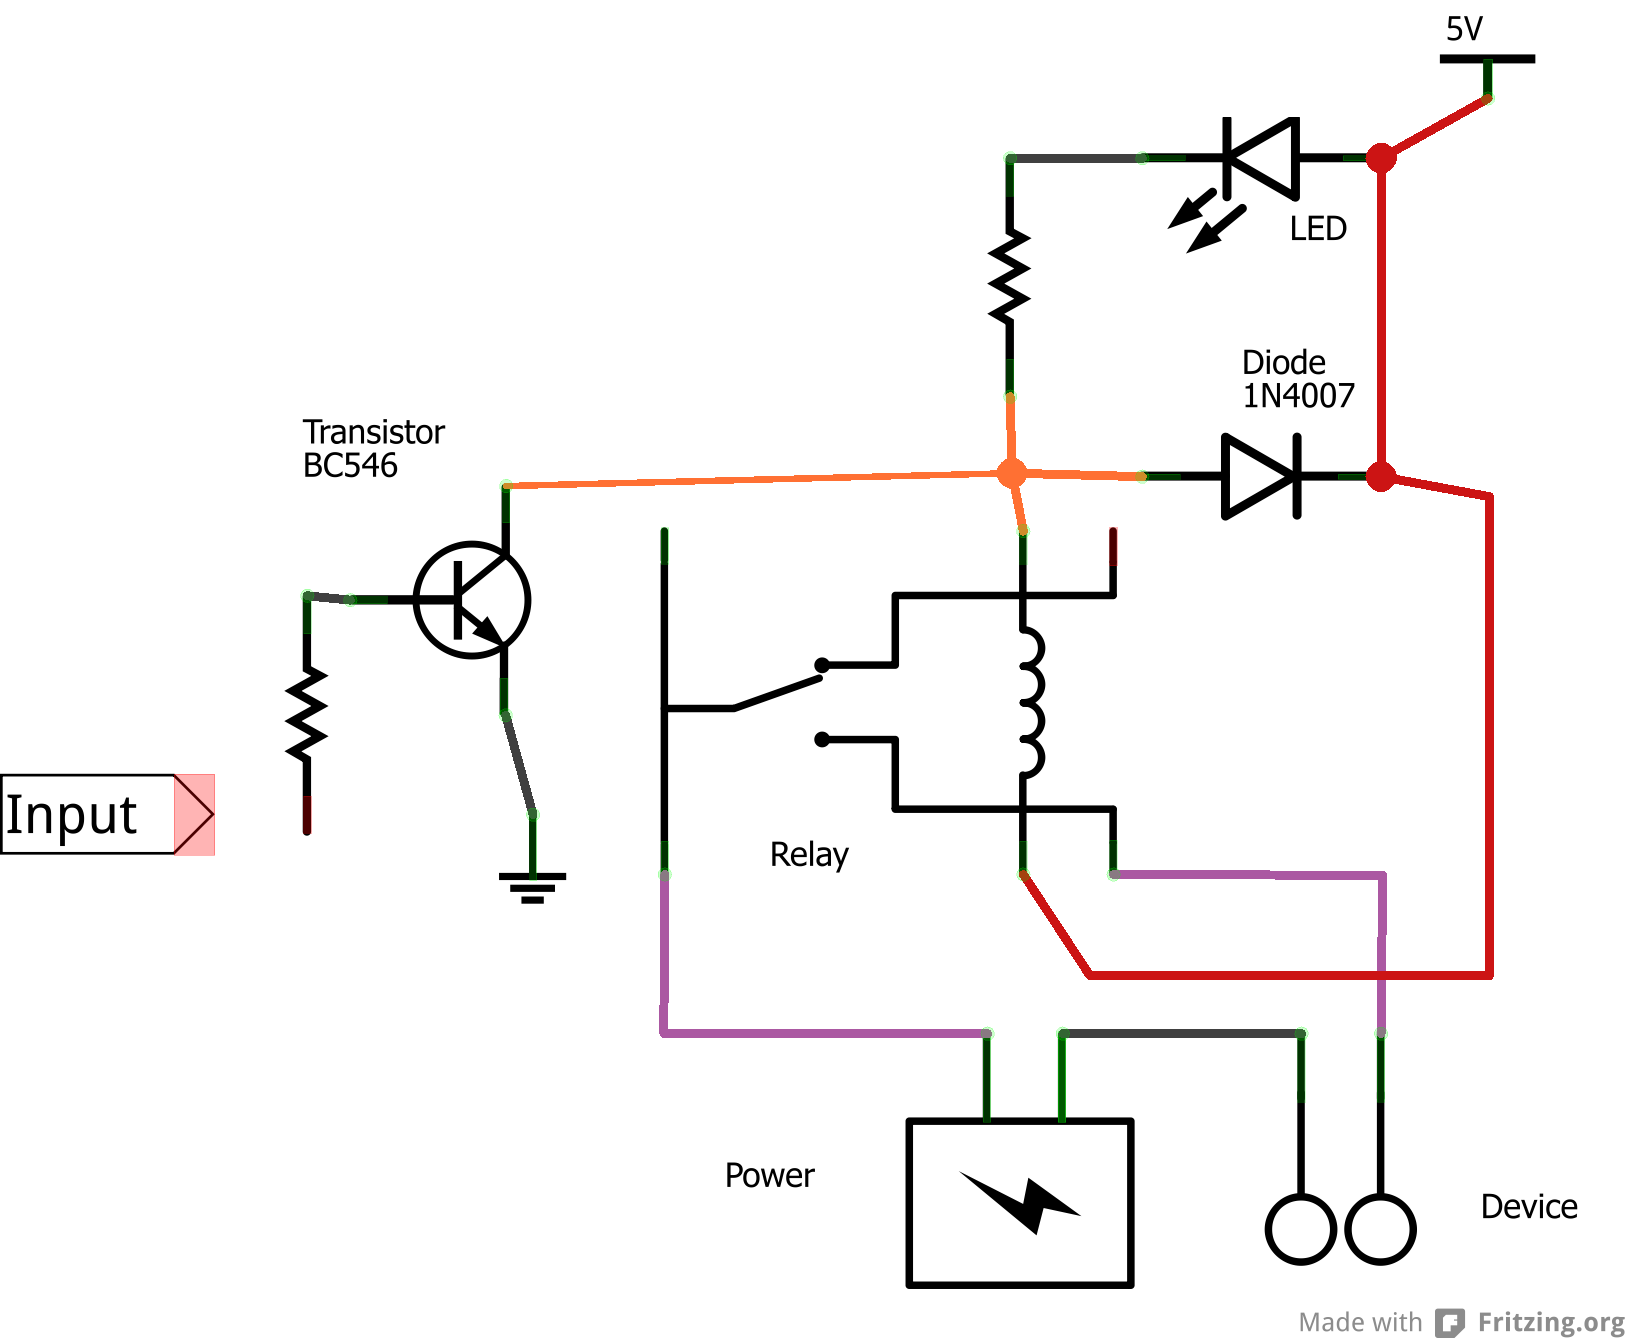 5V
LED
Diode
1N4007
Transistor
BC546
Input
Relay
Power
Device
Made with Fritzing.org